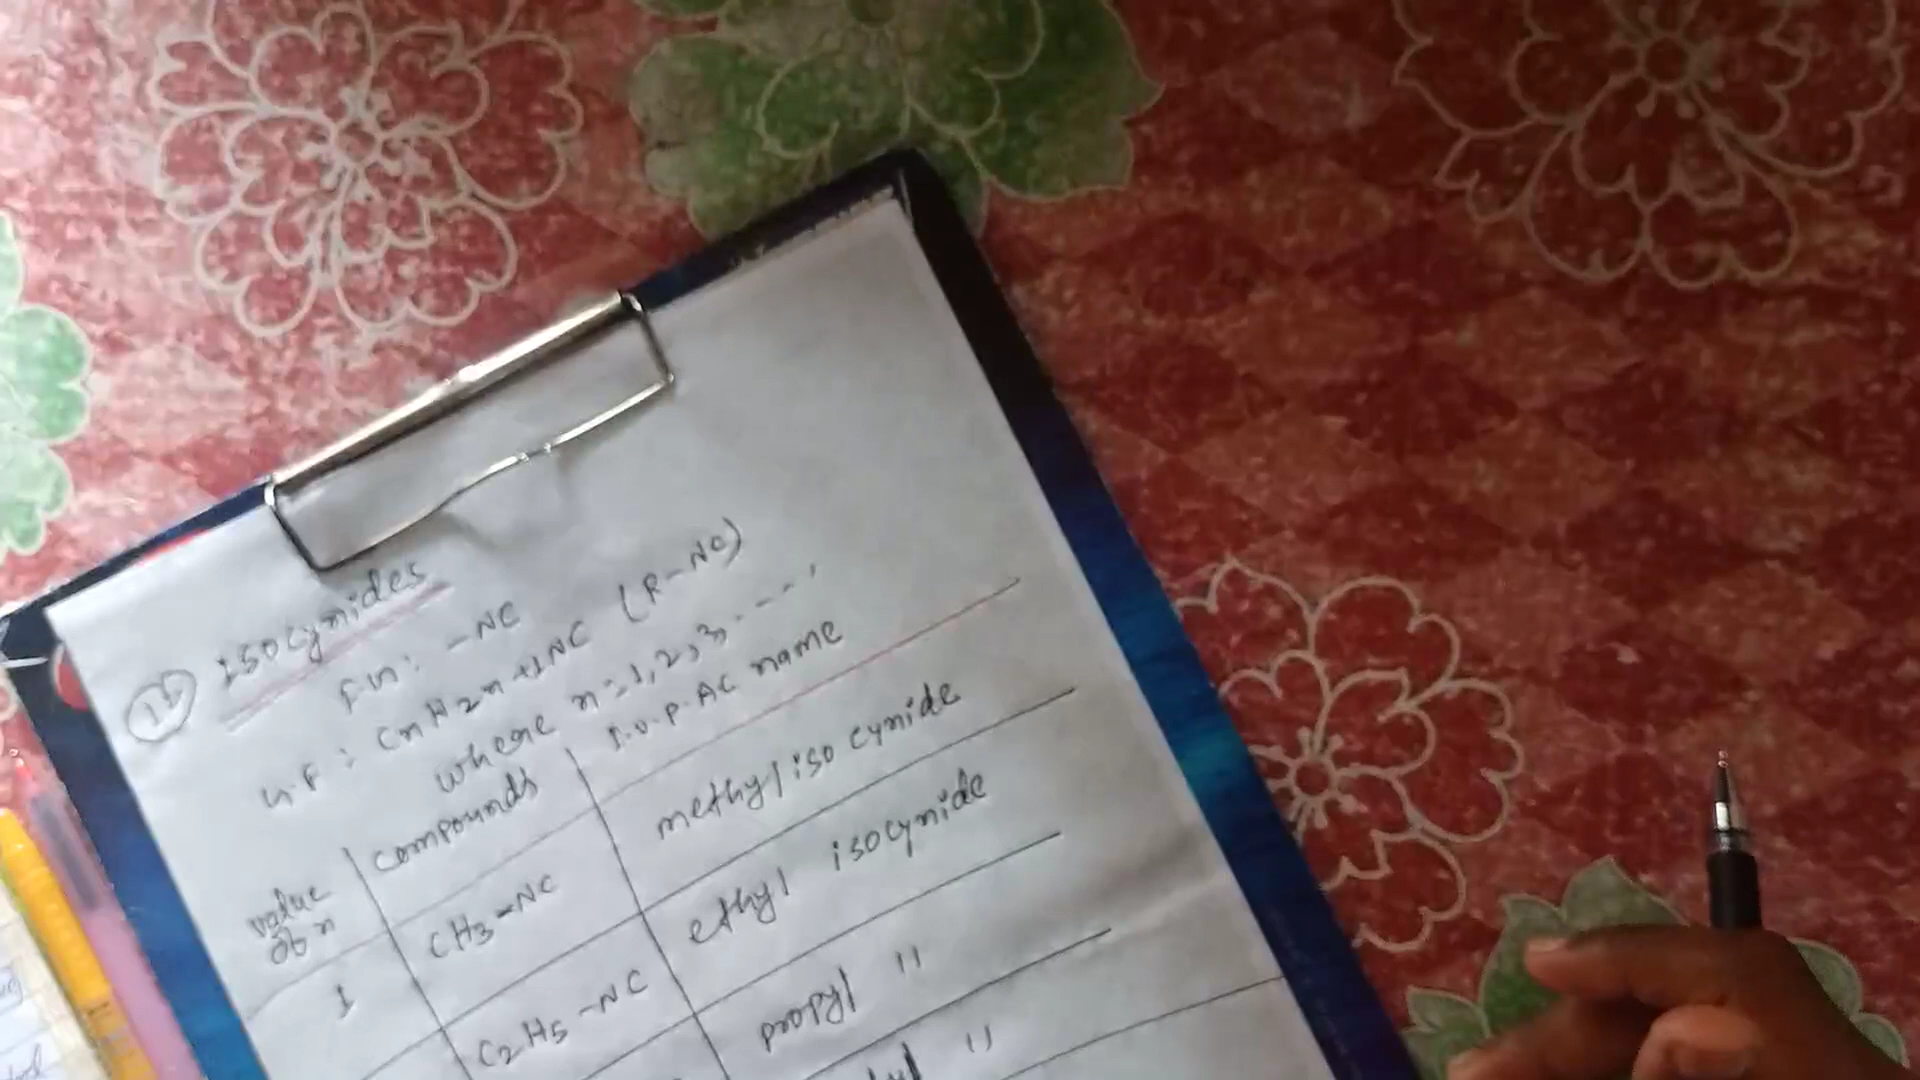 15 isocynides
F.n: -NC
G.F : CnH2n+1NC (R-NC)
where n=1,2,3.----,
value of n compounds I.U.P.AC name
1 CH3-NC methyl iso cynide
C2H5-NC ethyl isocynide
propyl "
"